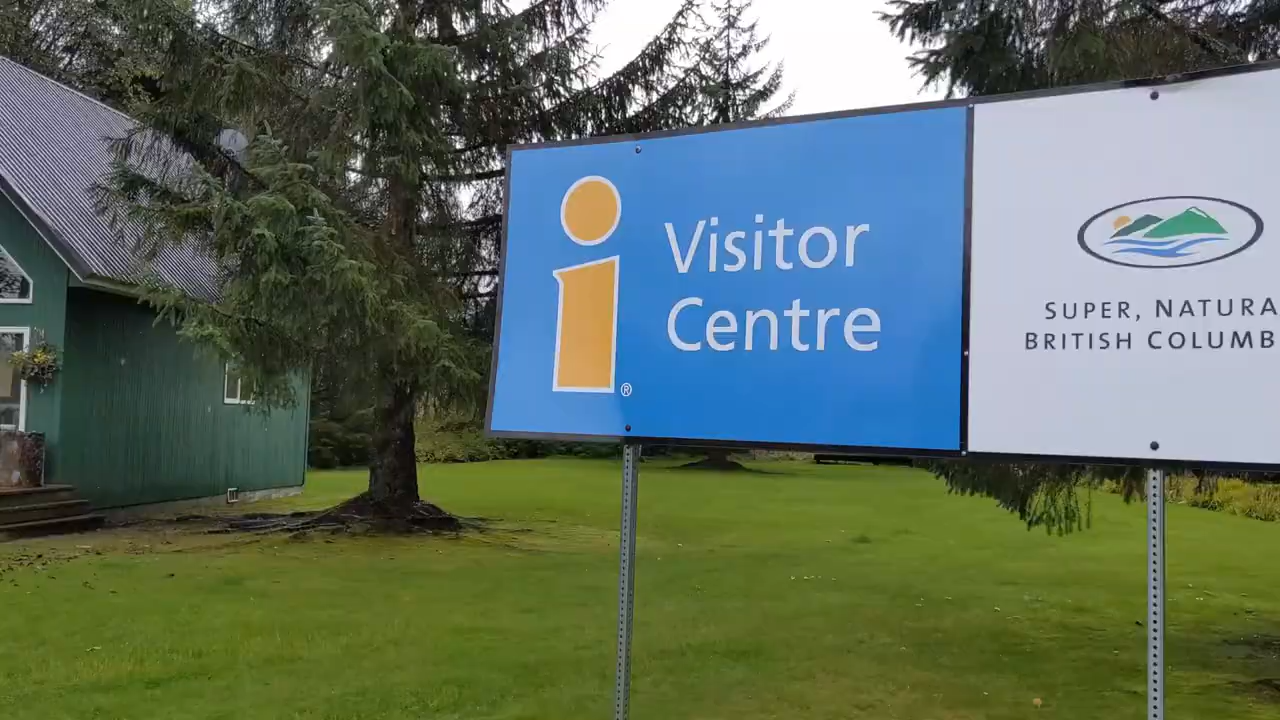 i
®
Visitor
Centre
SUPER, NATURA
BRITISH COLUMB